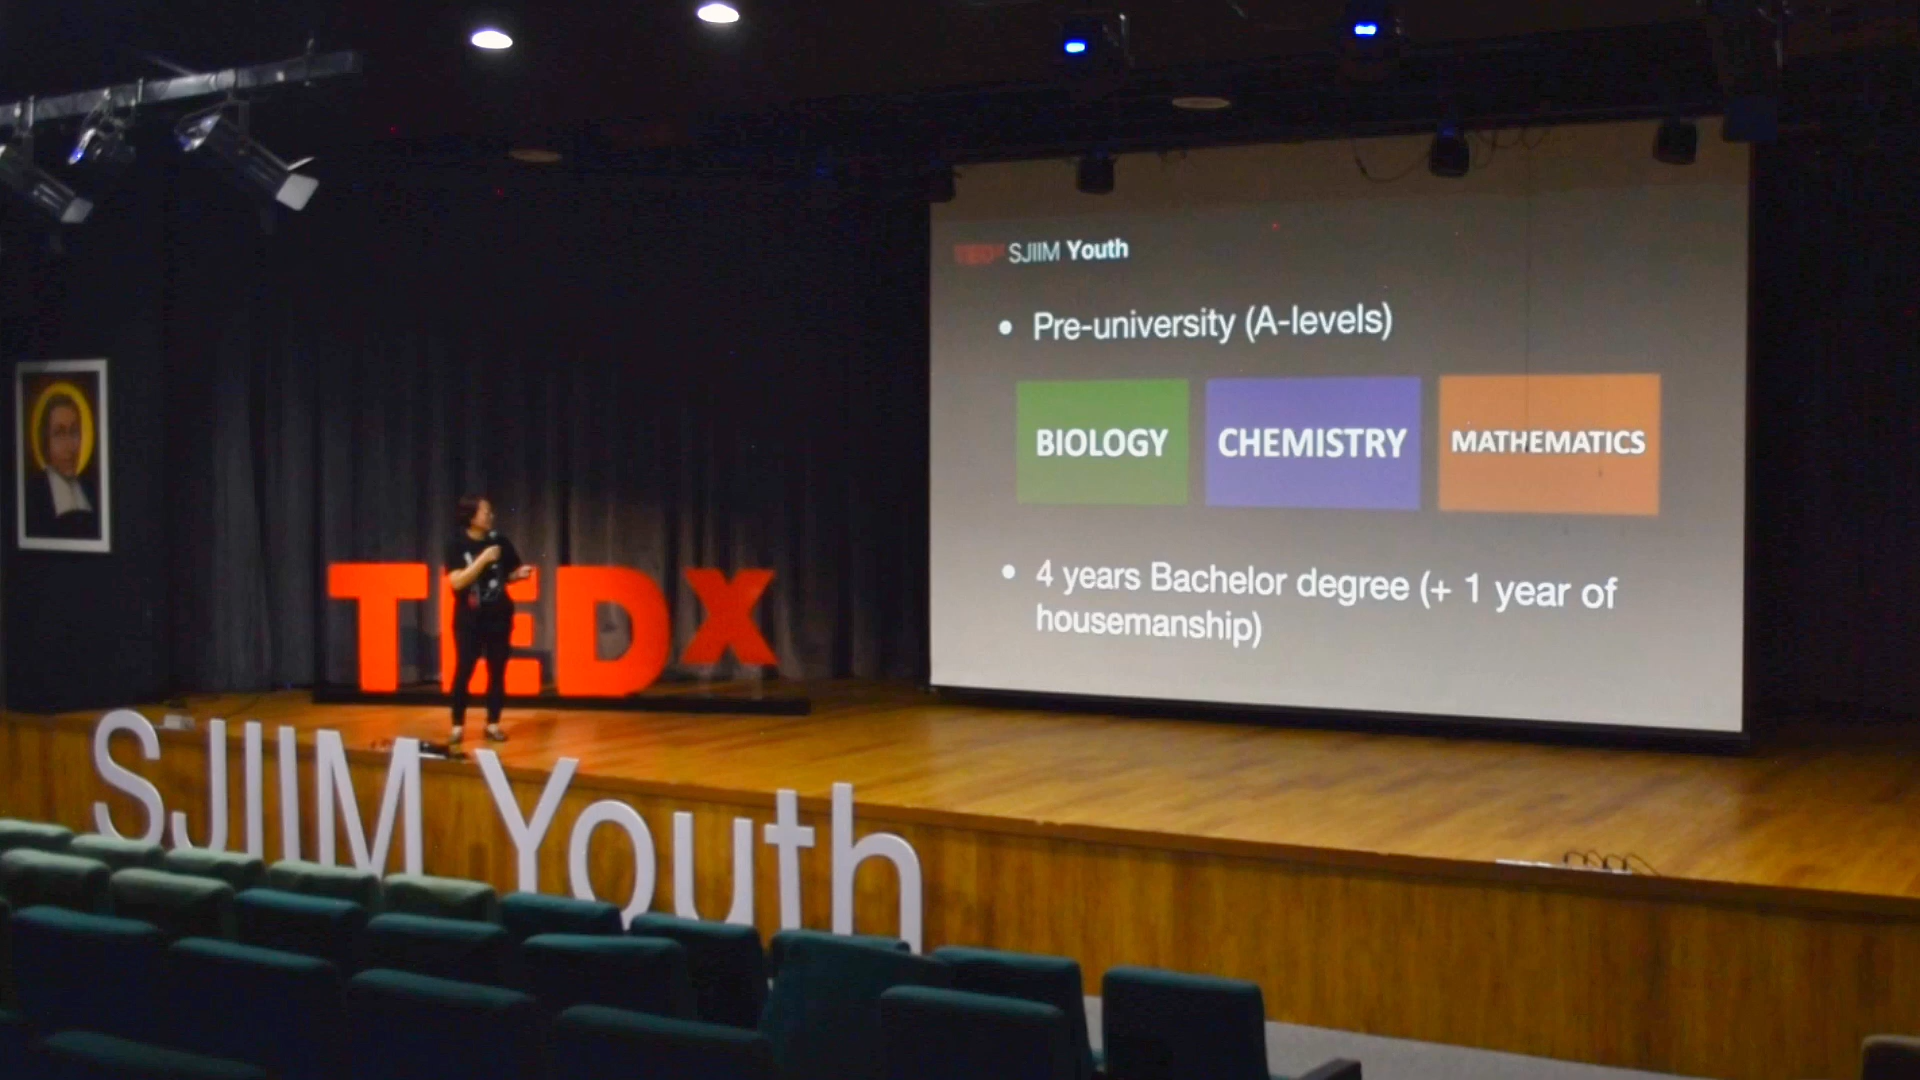 TEDx SJIIM Youth
• Pre-university (A-levels)
BIOLOGY
CHEMISTRY
MATHEMATICS
• 4 years Bachelor degree (+ 1 year of
housemanship)
TEDx
SJIIM Youth